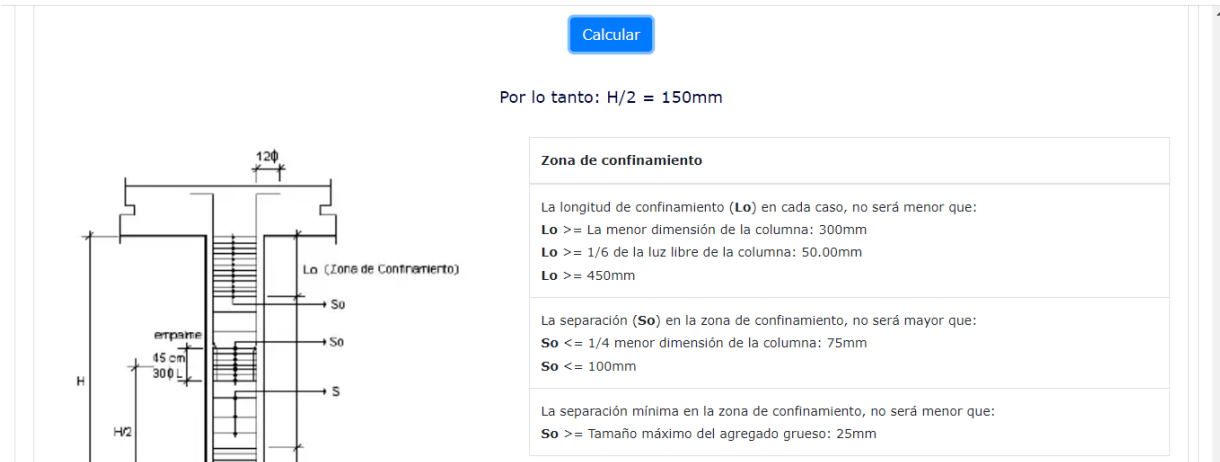 Calcular
Por lo tanto: H/2 = 150mm
12ϕ
Lo (Zona de Confinamiento)
So
empalme
So
45 cm
30ϕL
H
S
H/2
Zona de confinamiento
La longitud de confinamiento (Lo) en cada caso, no será menor que:
Lo >= La menor dimensión de la columna: 300mm
Lo >= 1/6 de la luz libre de la columna: 50.00mm
Lo >= 450mm
La separación (So) en la zona de confinamiento, no será mayor que:
So <= 1/4 menor dimensión de la columna: 75mm
So <= 100mm
La separación mínima en la zona de confinamiento, no será menor que:
So >= Tamaño máximo del agregado grueso: 25mm